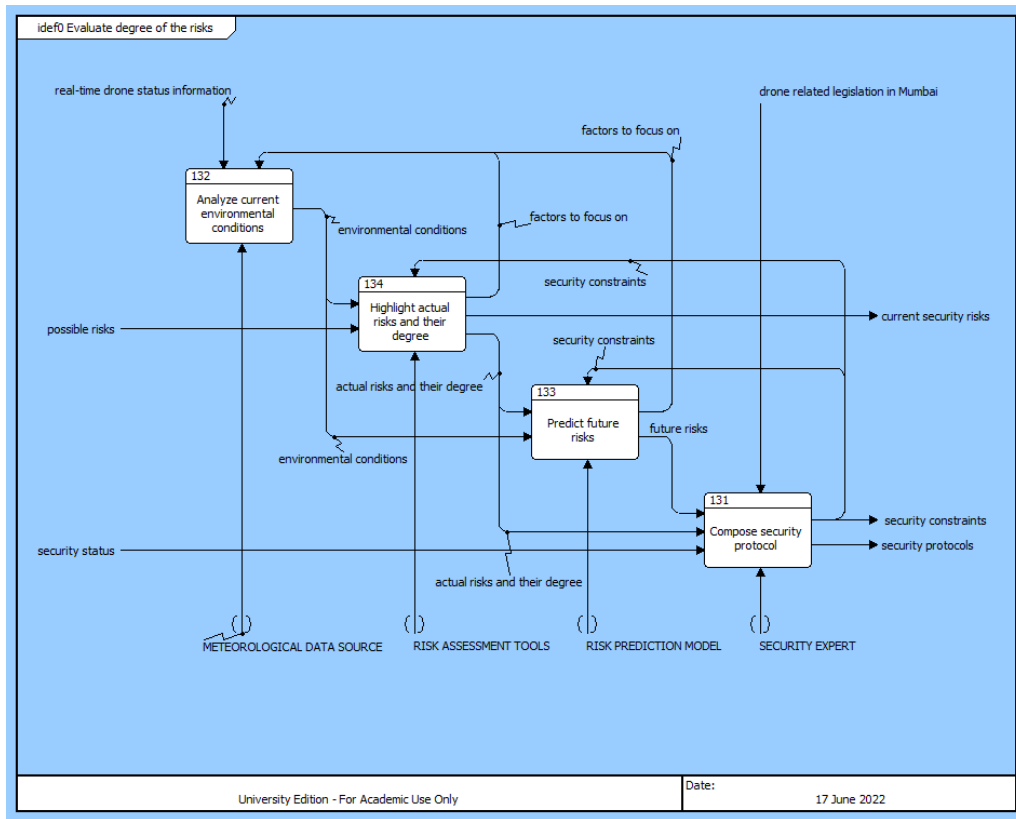 idef0 Evaluate degree of the risks
real-time drone status information
drone related legislation in Mumbai
factors to focus on
132
Analyze current
environmental
conditions
factors to focus on
environmental conditions
134
Highlight actual
risks and their
degree
security constraints
possible risks
current security risks
security constraints
actual risks and their degree
133
Predict future
risks
future risks
environmental conditions
131
Compose security
protocol
security constraints
security status
security protocols
actual risks and their degree
METEOROLOGICAL DATA SOURCE
RISK ASSESSMENT TOOLS
RISK PREDICTION MODEL
SECURITY EXPERT
University Edition - For Academic Use Only
Date:
17 June 2022